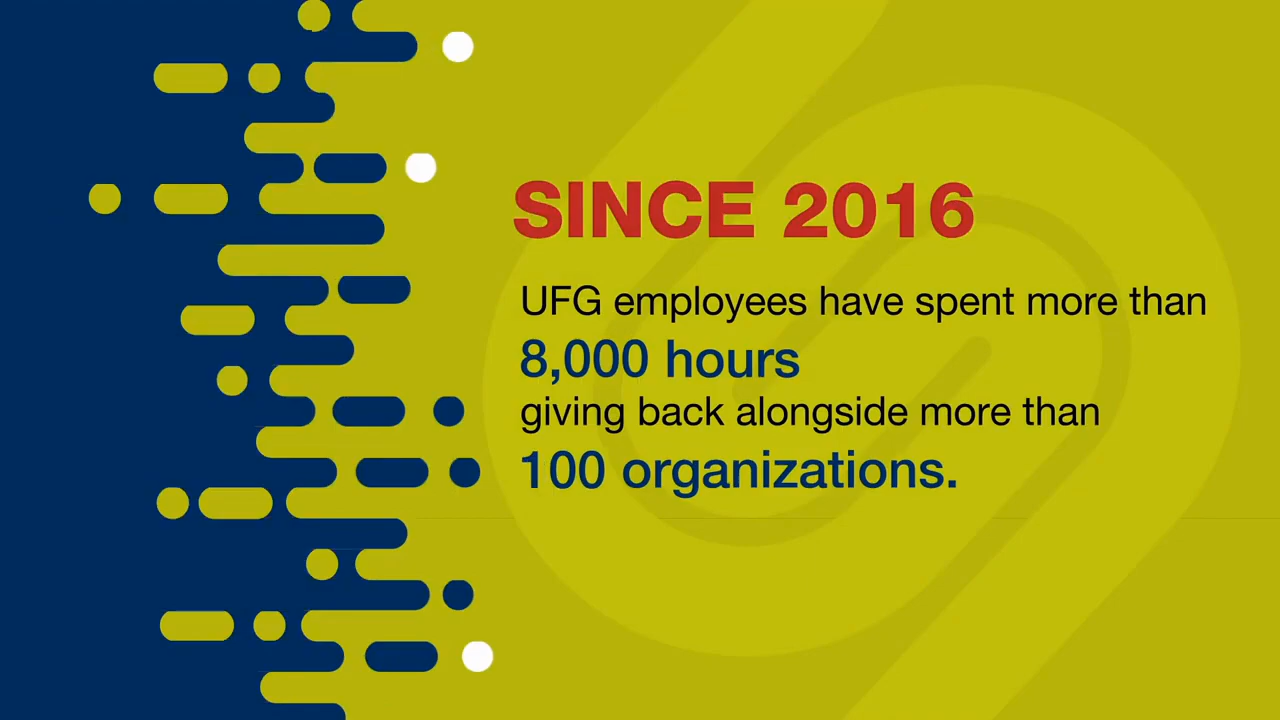 SINCE 2016
UFG employees have spent more than
8,000 hours
giving back alongside more than
100 organizations.